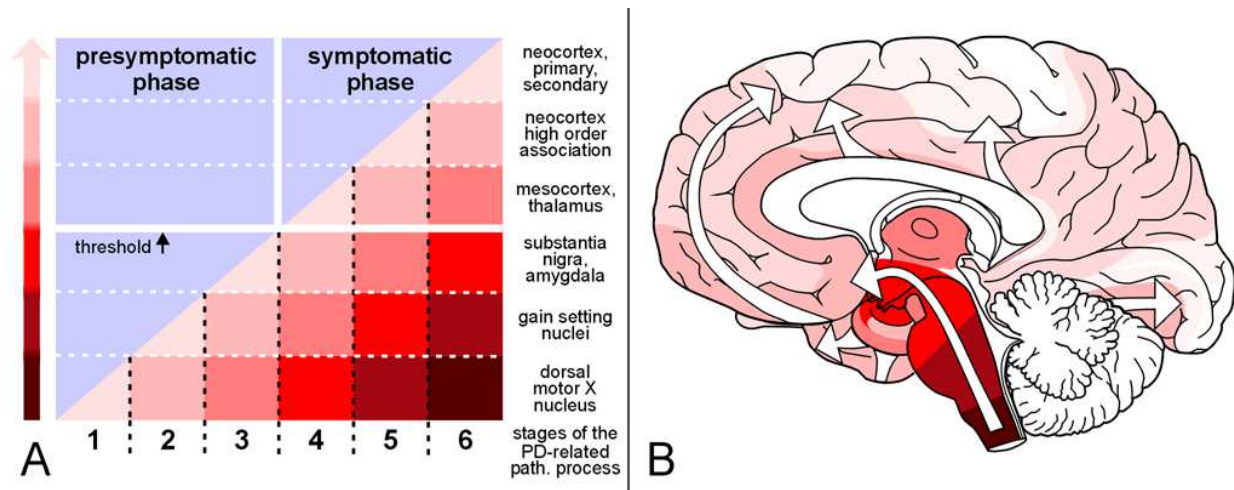 presymptomatic
phase
symptomatic
phase
neocortex,
primary,
secondary
neocortex
high order
association
mesocortex,
thalamus
threshold
substantia
nigra,
amygdala
gain setting
nuclei
dorsal
motor X
nucleus
1 2 3 4 5 6
stages of the
PD-related
path. process
A
B